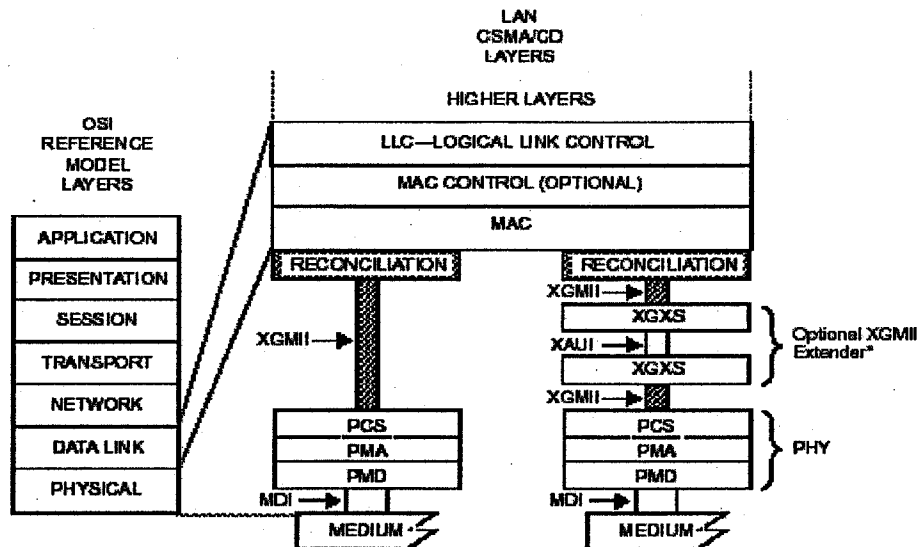 LAN
CSMA/CD
LAYERS
HIGHER LAYERS
OSI
REFERENCE
MODEL
LAYERS
LLC—LOGICAL LINK CONTROL
MAC CONTROL (OPTIONAL)
MAC
APPLICATION
PRESENTATION
SESSION
TRANSPORT
NETWORK
DATA LINK
PHYSICAL
RECONCILIATION
XGMII
PCS
PMA
PMD
MDI
MEDIUM
RECONCILIATION
XGMII
XGXS
XAUI
XGXS
XGMII
Optional XGMII
Extender*
PCS
PMA
PMD
PHY
MDI
MEDIUM